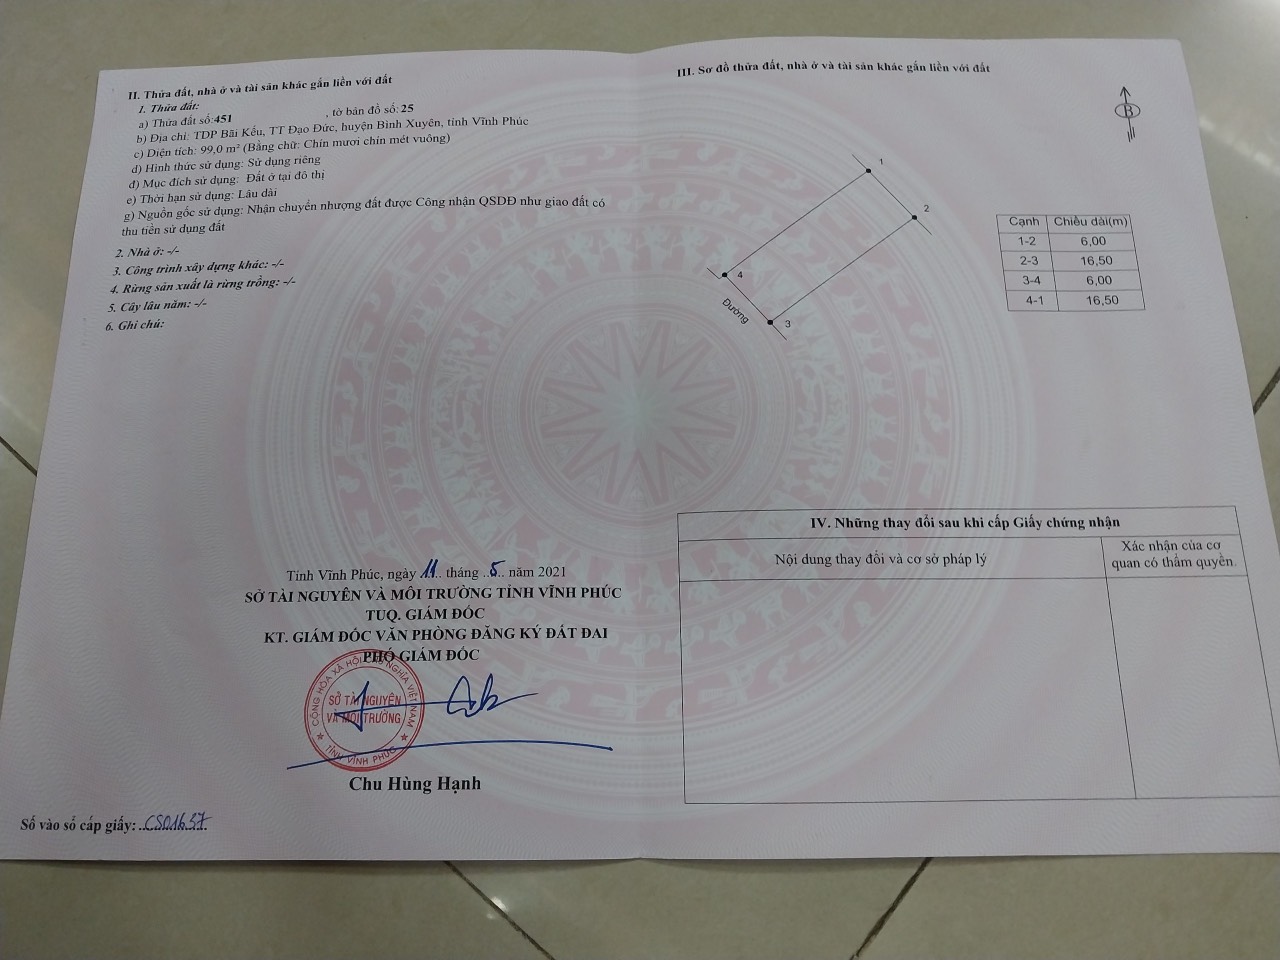 II. Thửa đất, nhà ở và tài sản khác gắn liền với đất
1. Thửa đất:
a) Thửa đất số:451 , tờ bản đồ số:25
b) Địa chỉ: TDP Bãi Kều, TT Đạo Đức, huyện Bình Xuyên, tỉnh Vĩnh Phúc
c) Diện tích: 99,0 m² (Bằng chữ: Chín mươi chín mét vuông)
d) Hình thức sử dụng: Sử dụng riêng
đ) Mục đích sử dụng: Đất ở tại đô thị
e) Thời hạn sử dụng: Lâu dài
g) Nguồn gốc sử dụng: Nhận chuyển nhượng đất được Công nhận QSDĐ như giao đất có
thu tiền sử dụng đất
2. Nhà ở: -/-
3. Công trình xây dựng khác: -/-
4. Rừng sản xuất là rừng trồng: -/-
5. Cây lâu năm: -/-
6. Ghi chú:
Tỉnh Vĩnh Phúc, ngày 11 tháng 5 năm 2021
SỞ TÀI NGUYÊN VÀ MÔI TRƯỜNG TỈNH VĨNH PHÚC
TUQ. GIÁM ĐỐC
KT. GIÁM ĐỐC VĂN PHÒNG ĐĂNG KÝ ĐẤT ĐAI
PHÓ GIÁM ĐỐC
CỘNG HÒA XÃ HỘI CHỦ NGHĨA VIỆT NAM
SỞ TÀI NGUYÊN
VÀ MÔI TRƯỜNG
TỈNH VĨNH PHÚC
Chu Hùng Hạnh
Số vào sổ cấp giấy: CS01637
III. Sơ đồ thửa đất, nhà ở và tài sản khác gắn liền với đất
B
1
2
4
3
Đường
Cạnh Chiều dài(m)
1-2 6,00
2-3 16,50
3-4 6,00
4-1 16,50
IV. Những thay đổi sau khi cấp Giấy chứng nhận
Nội dung thay đổi và cơ sở pháp lý
Xác nhận của cơ
quan có thẩm quyền